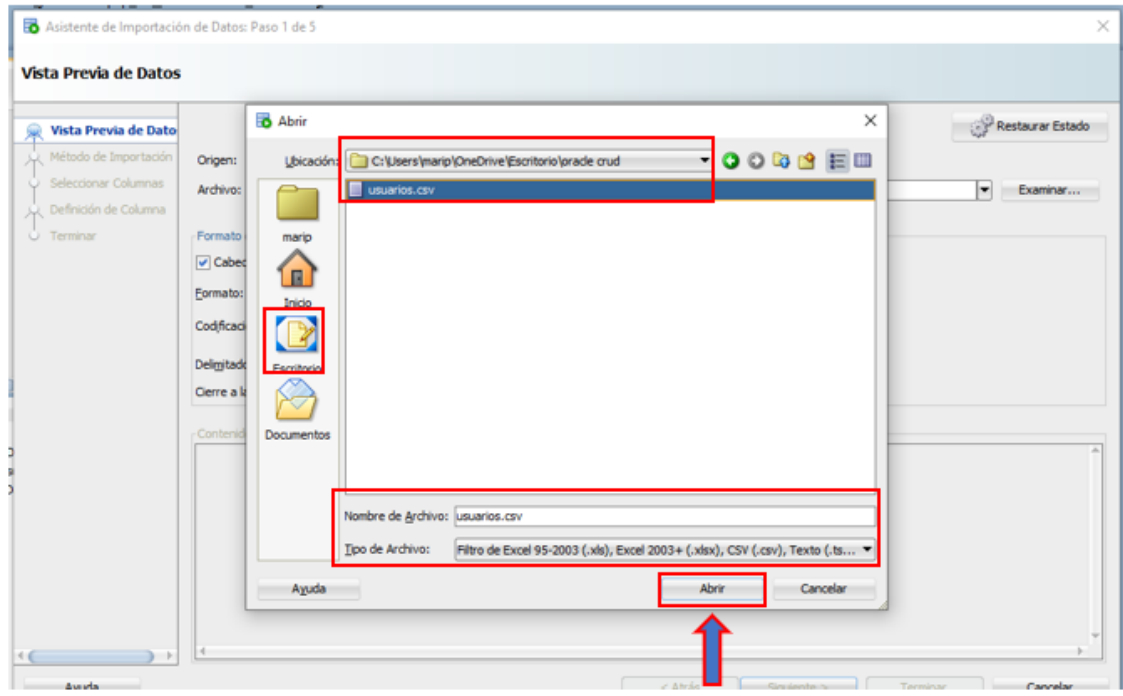 Asistente de Importación de Datos: Paso 1 de 5
Vista Previa de Datos
Vista Previa de Dato
Método de Importación
Seleccionar Columnas
Definición de Columna
Terminar
Restaurar Estado
Origen:
Archivo:
Examinar...
Formato
Cabec
Formato:
Codificaci
Delimitado
Cierre a la
Contenid
Abrir
Ubicación:
C:\Users\marip\OneDrive\Escritorio\oracle crud
usuarios.csv
marip
Inicio
Escritorio
Documentos
Nombre de Archivo: usuarios.csv
Tipo de Archivo: Filtro de Excel 95-2003 (.xls), Excel 2003+ (.xlsx), CSV (.csv), Texto (.ts...
Ayuda
Abrir
Cancelar
Ayuda
< Atrás
Siguiente >
Terminar
Cancelar